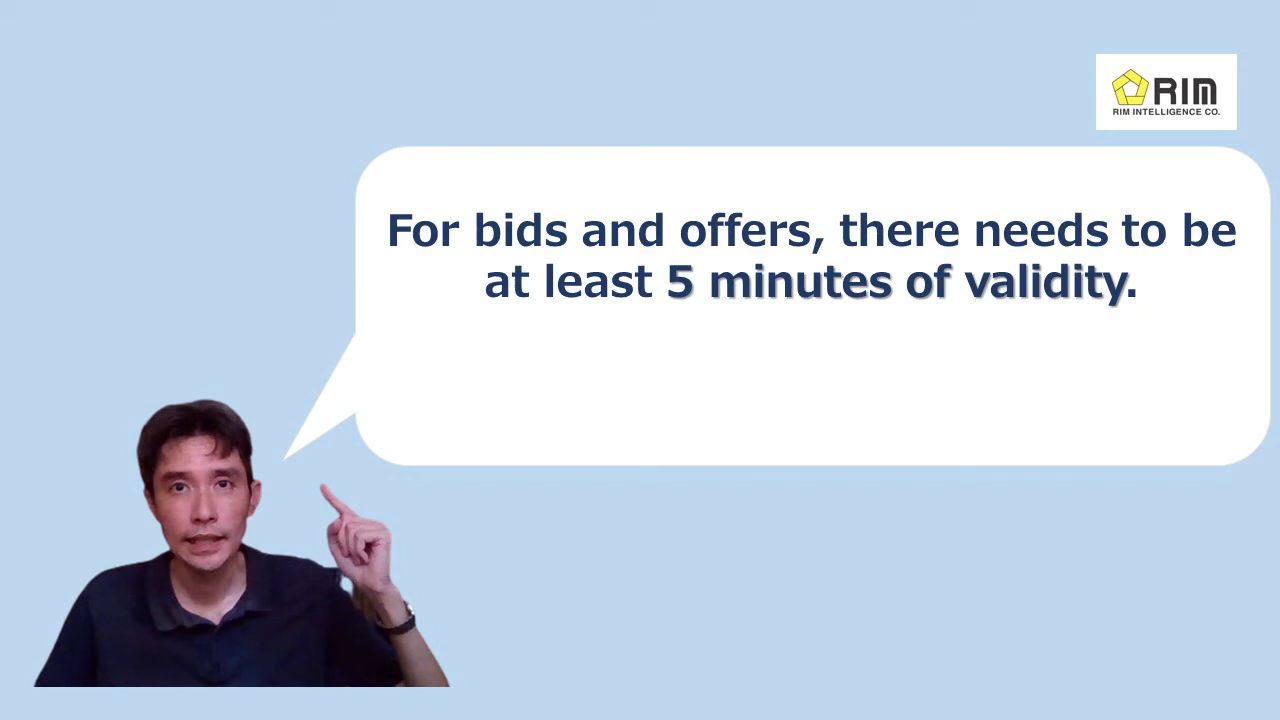 RIM
RIM INTELLIGENCE CO.
For bids and offers, there needs to be
at least 5 minutes of validity.